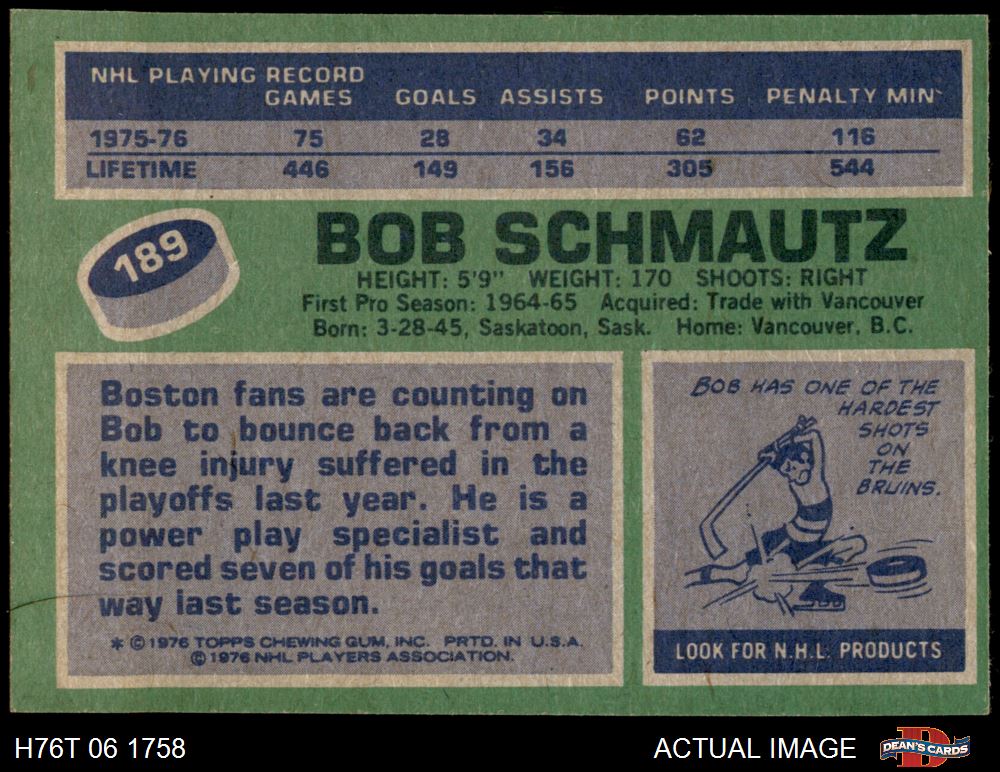 NHL PLAYING RECORD
GAMES GOALS ASSISTS POINTS PENALTY MIN
1975-76 75 28 34 62 116
LIFETIME 446 149 156 305 544
189
BOB SCHMAUTZ
HEIGHT: 5'9" WEIGHT: 170 SHOOTS: RIGHT
First Pro Season: 1964-65 Acquired: Trade with Vancouver
Born: 3-28-45, Saskatoon, Sask. Home: Vancouver, B.C.
Boston fans are counting on
Bob to bounce back from a
knee injury suffered in the
playoffs last year. He is a
power play specialist and
scored seven of his goals that
way last season.
* © 1976 TOPPS CHEWING GUM, INC. PRTD. IN U.S.A.
© 1976 NHL PLAYERS ASSOCIATION.
BOB HAS ONE OF THE
HARDEST
SHOTS
ON
THE
BRUINS.
LOOK FOR N.H.L. PRODUCTS
H76T 06 1758
ACTUAL IMAGE
D
DEAN'S CARDS